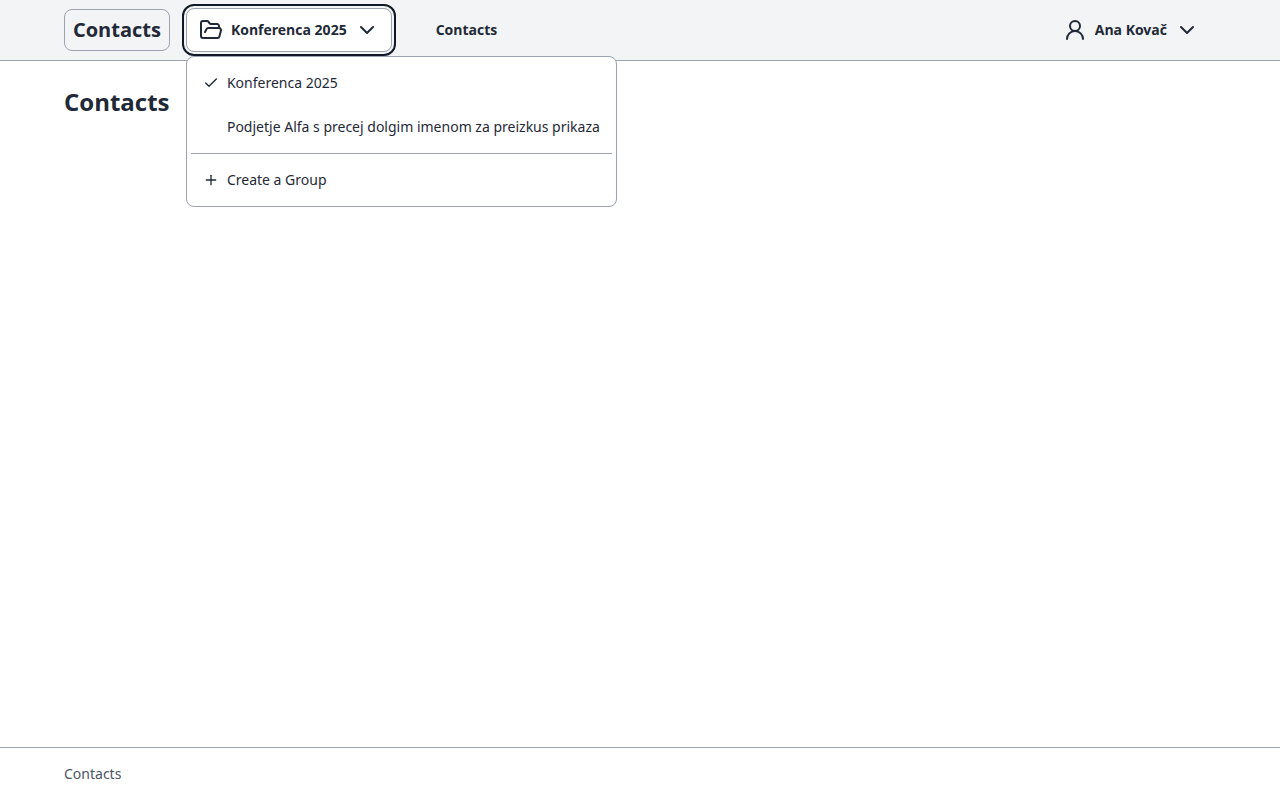 Contacts
Konferenca 2025
Contacts
Ana Kovač
Konferenca 2025
Podjetje Alfa s precej dolgim imenom za preizkus prikaza
Create a Group
Contacts
Contacts